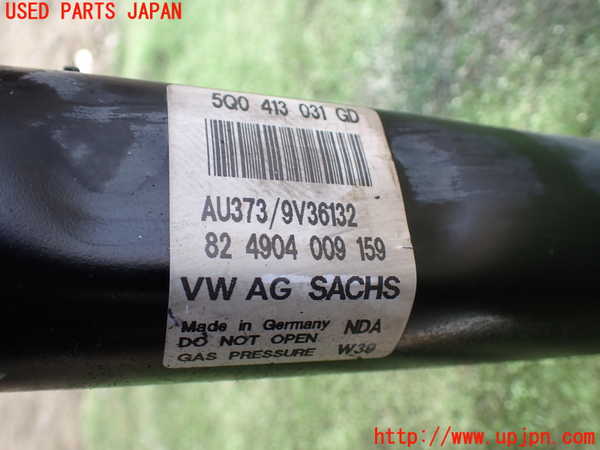 USED PARTS JAPAN
5Q0 413 031 GD
AU373/9V36132
82 4904 009 159
VW AG SACHS
Made in Germany NDA
DO NOT OPEN
GAS PRESSURE W39
http://www.upjpn.com/